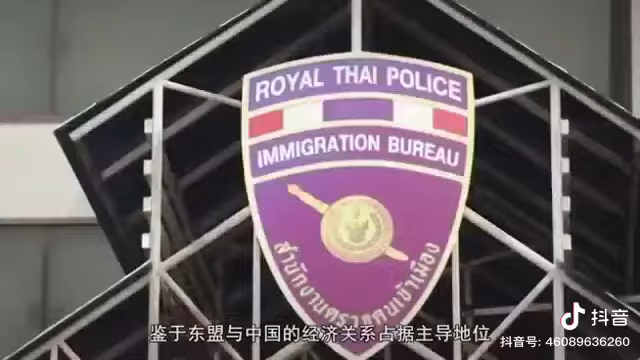 ROYAL THAI POLICE
IMMIGRATION BUREAU
สำนักงานตรวจคนเข้าเมือง
鉴于东盟与中国的经济关系占据主导地位
抖音
抖音号: 46089636260